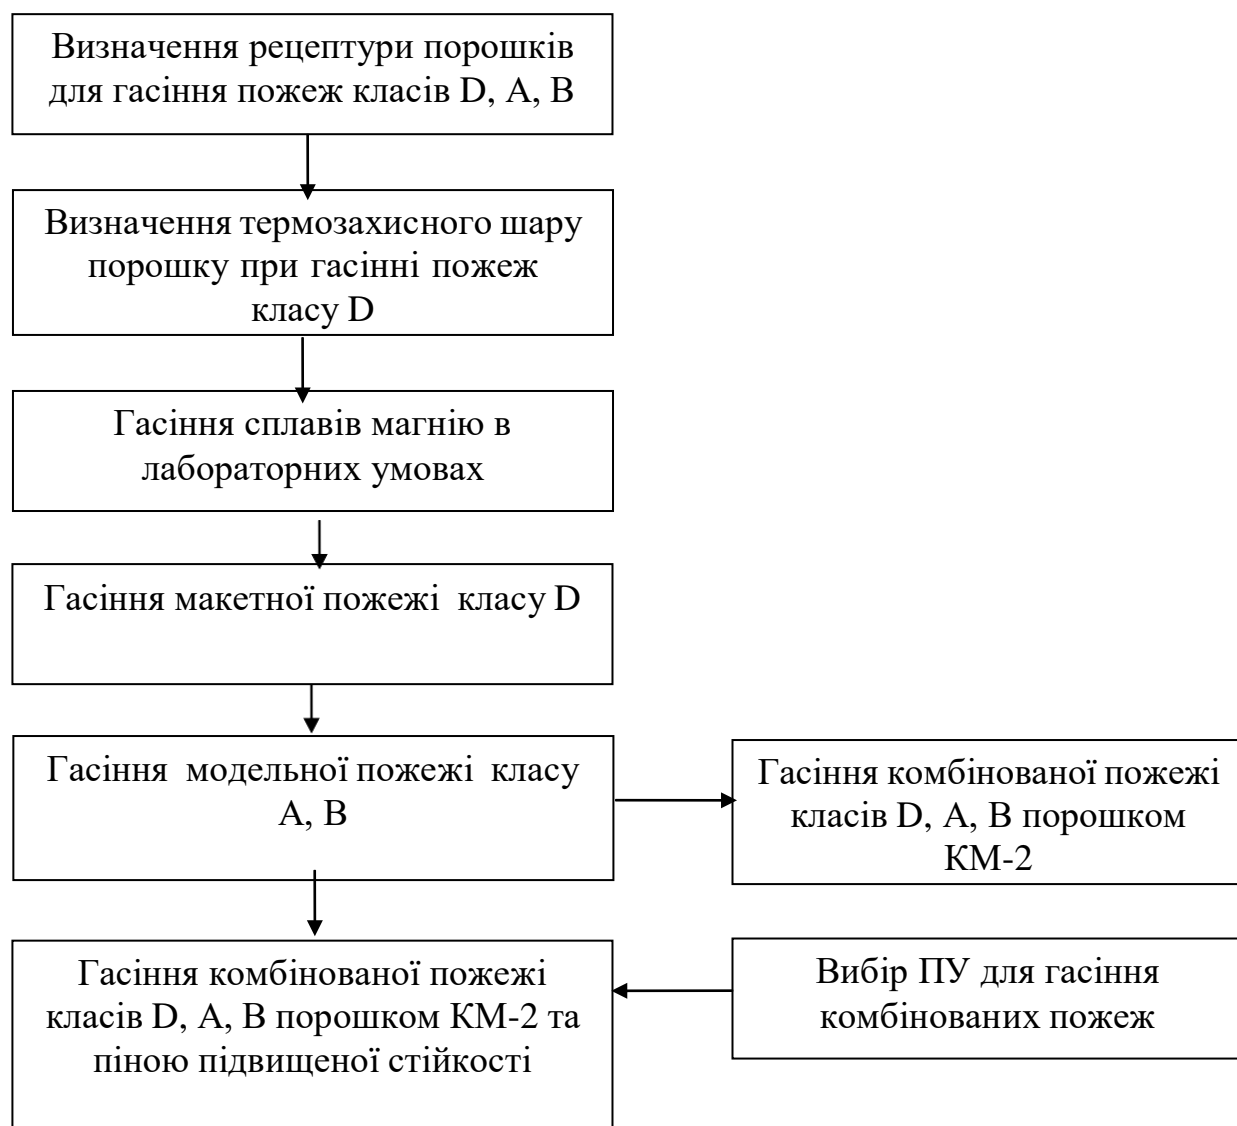 Визначення рецептури порошків
для гасіння пожеж класів D, А, В
Визначення термозахисного шару
порошку при гасінні пожеж
класу D
Гасіння сплавів магнію в
лабораторних умовах
Гасіння макетної пожежі класу D
Гасіння модельної пожежі класу
А, В
Гасіння комбінованої пожежі
класів D, А, В порошком
КМ-2
Гасіння комбінованої пожежі
класів D, А, В порошком КМ-2 та
піною підвищеної стійкості
Вибір ПУ для гасіння
комбінованих пожеж